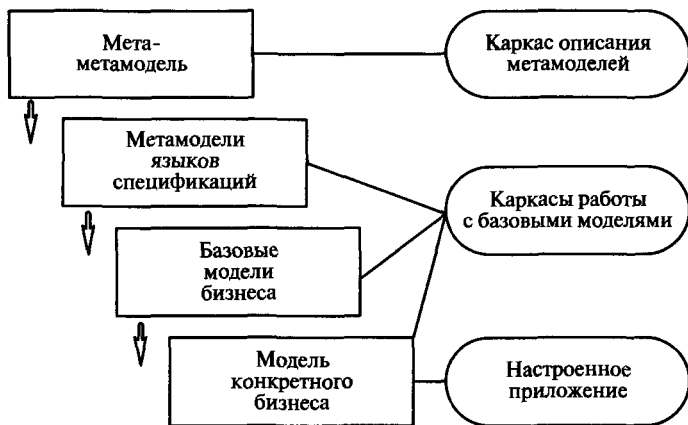 Мета-
метамодель
Каркас описания
метамоделей
Метамодели
языков
спецификаций
Каркасы работы
с базовыми моделями
Базовые
модели
бизнеса
Модель
конкретного
бизнеса
Настроенное
приложение